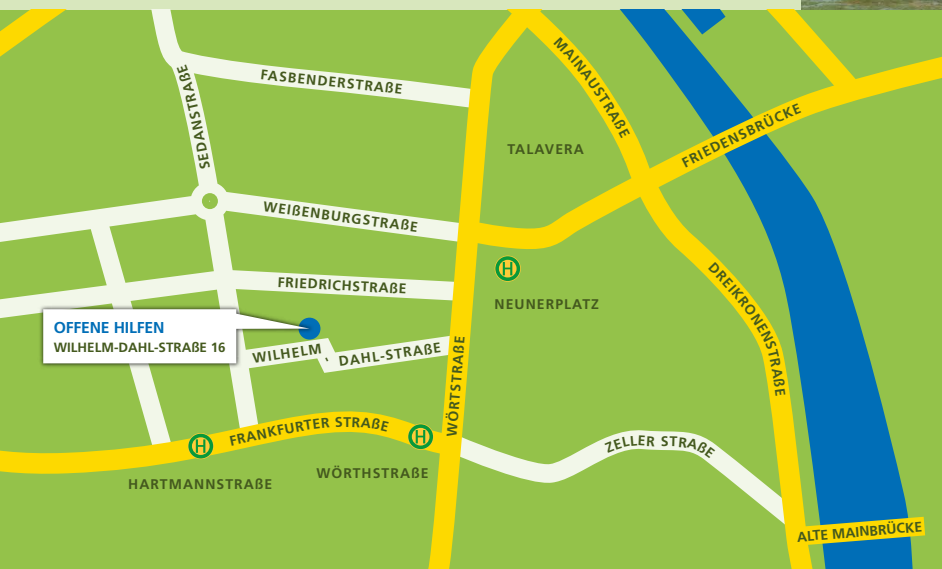 MAINAUSTRAßE
FASBENDERSTRAßE
SEDANSTRAßE
TALAVERA
FRIEDENSBRÜCKE
WEIßENBURGSTRAßE
H
NEUNERPLATZ
FRIEDRICHSTRAßE
DREIKRONENSTRAßE
OFFENE HILFEN
WILHELM-DAHL-STRAßE 16
WILHELM - DAHL-STRAßE
WÖRTSTRAßE
FRANKFURTER STRAßE
H
H
ZELLER STRAßE
WÖRTHSTRAßE
HARTMANNSTRAßE
ALTE MAINBRÜCKE